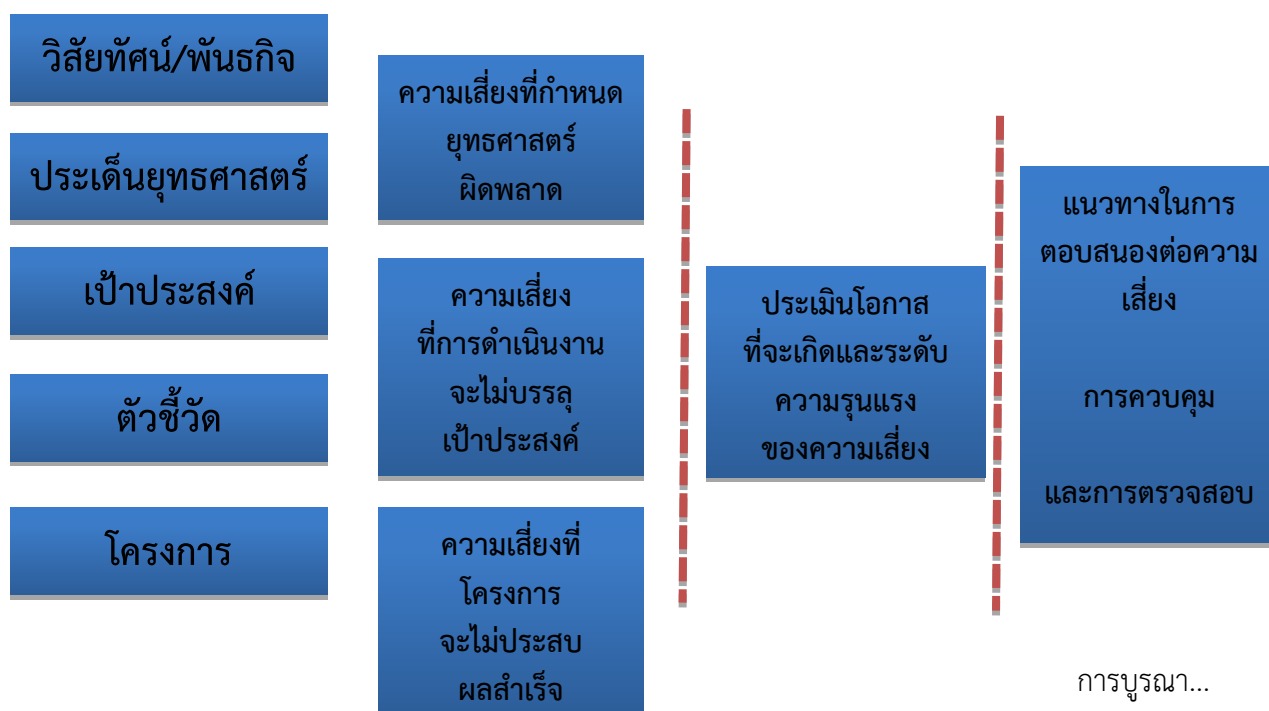 วิสัยทัศน์/พันธกิจ
ประเด็นยุทธศาสตร์
เป้าประสงค์
ตัวชี้วัด
โครงการ
ความเสี่ยงที่กำหนด
ยุทธศาสตร์
ผิดพลาด
ความเสี่ยง
ที่การดำเนินงาน
จะไม่บรรลุ
เป้าประสงค์
ความเสี่ยงที่
โครงการ
จะไม่ประสบ
ผลสำเร็จ
ประเมินโอกาส
ที่จะเกิดและระดับ
ความรุนแรง
ของความเสี่ยง
แนวทางในการ
ตอบสนองต่อความ
เสี่ยง
การควบคุม
และการตรวจสอบ
การบูรณา...